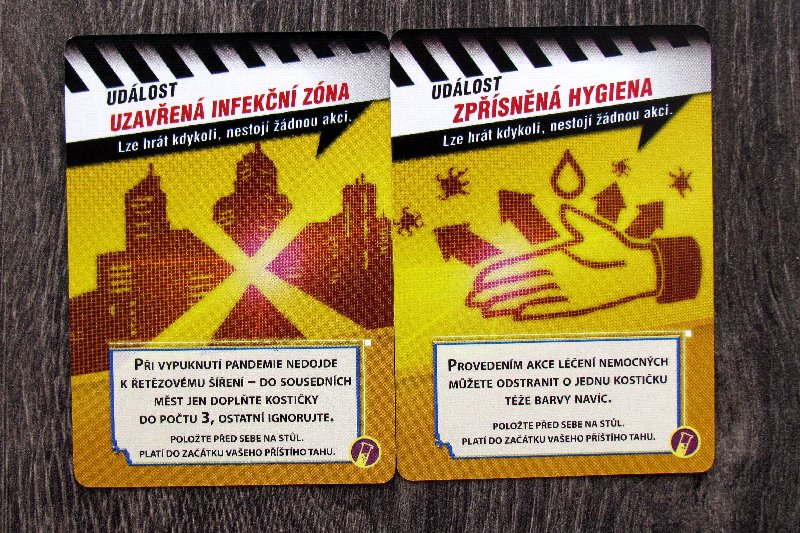 UDÁLOST
UZAVŘENÁ INFEKČNÍ ZÓNA
Lze hrát kdykoli, nestojí žádnou akci.
PŘI VYPUKNUTÍ PANDEMIE NEDOJDE
K ŘETĚZOVÉMU ŠÍŘENÍ – DO SOUSEDNÍCH
MĚST JEN DOPLŇTE KOSTIČKY
DO POČTU 3, OSTATNÍ IGNORUJTE.
POLOŽTE PŘED SEBE NA STŮL.
PLATÍ DO ZAČÁTKU VAŠEHO PŘÍŠTÍHO TAHU.
UDÁLOST
ZPŘÍSNĚNÁ HYGIENA
Lze hrát kdykoli, nestojí žádnou akci.
PROVEDENÍM AKCE LÉČENÍ NEMOCNÝCH
MŮŽETE ODSTRANIT O JEDNU KOSTIČKU
TÉŽE BARVY NAVÍC.
POLOŽTE PŘED SEBE NA STŮL.
PLATÍ DO ZAČÁTKU VAŠEHO PŘÍŠTÍHO TAHU.